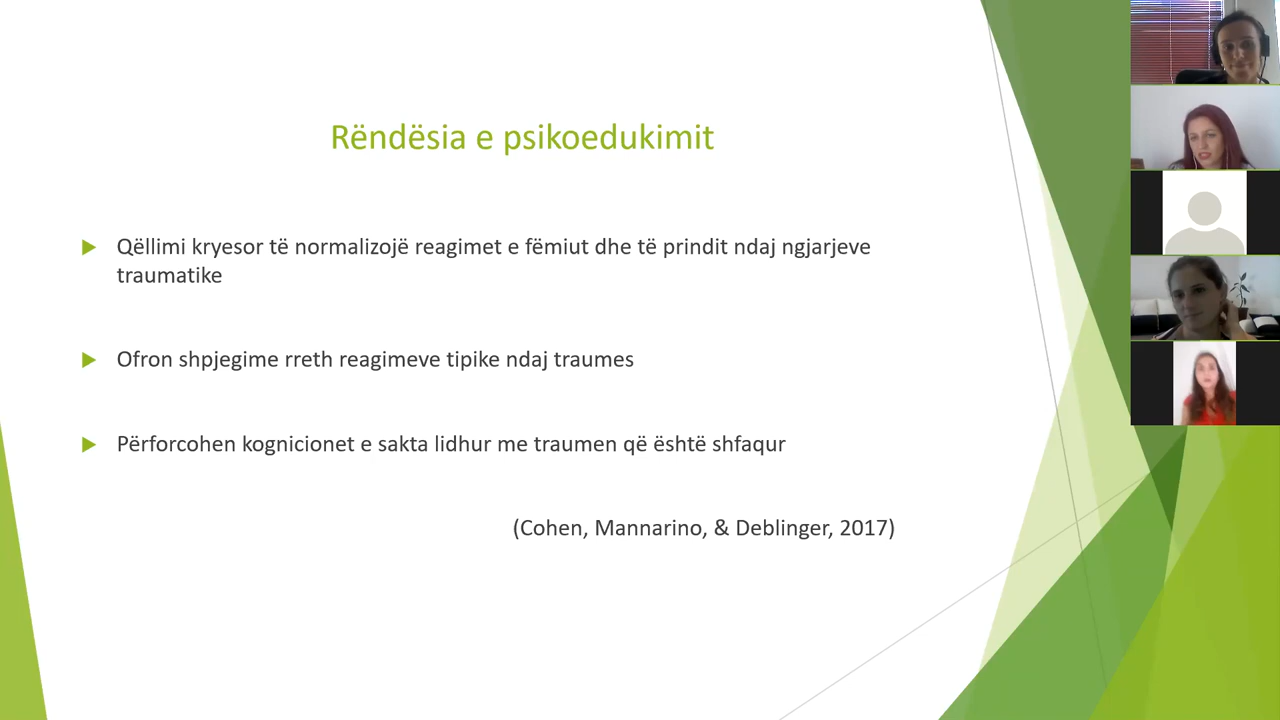 Rëndësia e psikoedukimit
Qëllimi kryesor të normalizojë reagimet e fëmiut dhe të prindit ndaj ngjarjeve
traumatike
Ofron shpjegime rreth reagimeve tipike ndaj traumes
Përforcohen kognicionet e sakta lidhur me traumen që është shfaqur
(Cohen, Mannarino, & Deblinger, 2017)